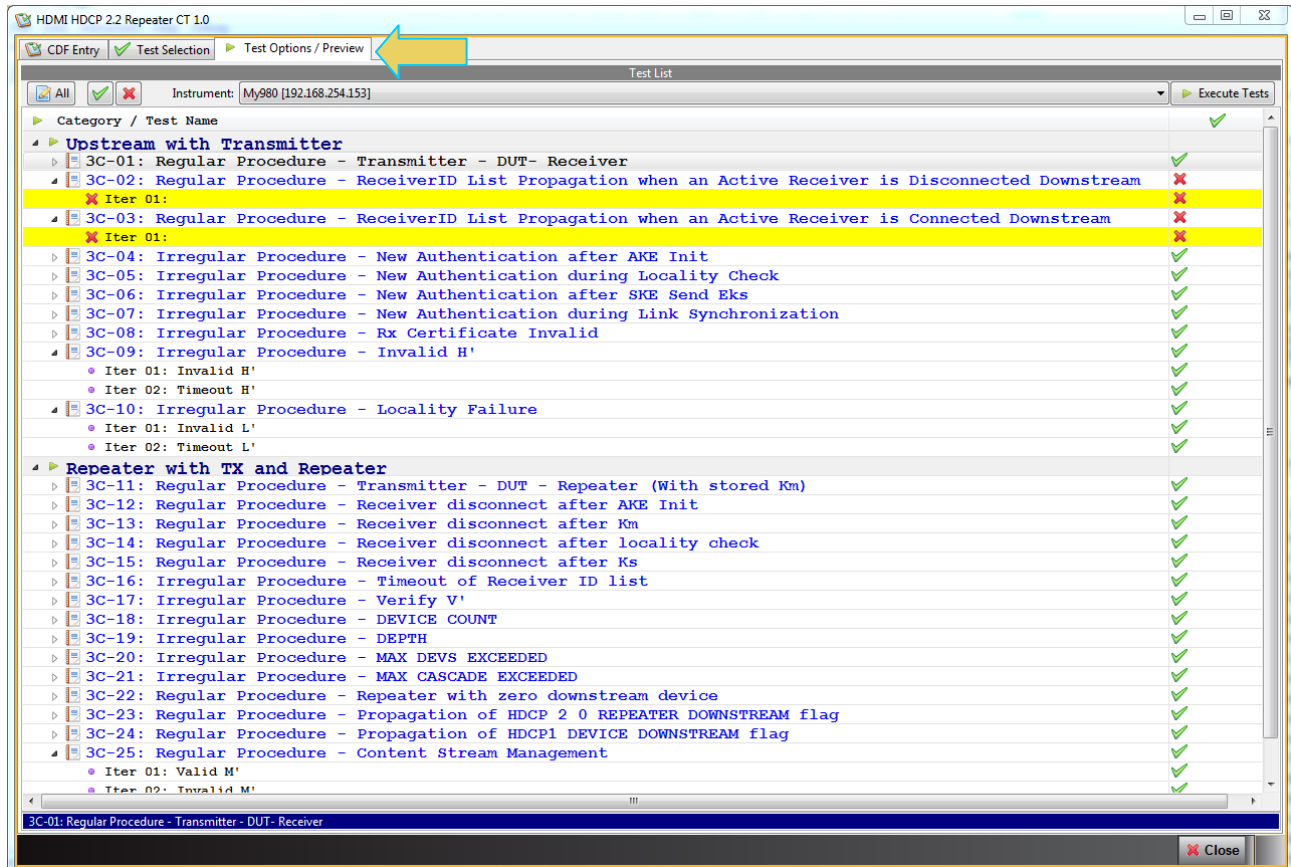 HDMI HDCP 2.2 Repeater CT 1.0
CDF Entry Test Selection Test Options / Preview
Test List
All Instrument: My980 [192.168.254.153] Execute Tests
Category / Test Name
Upstream with Transmitter
3C-01: Regular Procedure - Transmitter - DUT- Receiver
3C-02: Regular Procedure - ReceiverID List Propagation when an Active Receiver is Disconnected Downstream
Iter 01:
3C-03: Regular Procedure - ReceiverID List Propagation when an Active Receiver is Connected Downstream
Iter 01:
3C-04: Irregular Procedure - New Authentication after AKE Init
3C-05: Irregular Procedure - New Authentication during Locality Check
3C-06: Irregular Procedure - New Authentication after SKE Send Eks
3C-07: Irregular Procedure - New Authentication during Link Synchronization
3C-08: Irregular Procedure - Rx Certificate Invalid
3C-09: Irregular Procedure - Invalid H'
Iter 01: Invalid H'
Iter 02: Timeout H'
3C-10: Irregular Procedure - Locality Failure
Iter 01: Invalid L'
Iter 02: Timeout L'
Repeater with TX and Repeater
3C-11: Regular Procedure - Transmitter - DUT - Repeater (With stored Km)
3C-12: Regular Procedure - Receiver disconnect after AKE Init
3C-13: Regular Procedure - Receiver disconnect after Km
3C-14: Regular Procedure - Receiver disconnect after locality check
3C-15: Regular Procedure - Receiver disconnect after Ks
3C-16: Irregular Procedure - Timeout of Receiver ID list
3C-17: Irregular Procedure - Verify V'
3C-18: Irregular Procedure - DEVICE COUNT
3C-19: Irregular Procedure - DEPTH
3C-20: Irregular Procedure - MAX DEVS EXCEEDED
3C-21: Irregular Procedure - MAX CASCADE EXCEEDED
3C-22: Regular Procedure - Repeater with zero downstream device
3C-23: Regular Procedure - Propagation of HDCP 2 0 REPEATER DOWNSTREAM flag
3C-24: Regular Procedure - Propagation of HDCP1 DEVICE DOWNSTREAM flag
3C-25: Regular Procedure - Content Stream Management
Iter 01: Valid M'
Iter 02: Invalid M'
3C-01: Regular Procedure - Transmitter - DUT- Receiver
Close